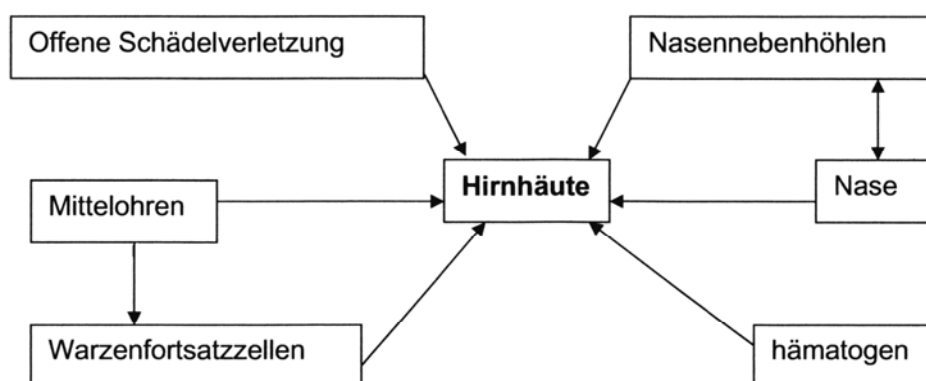 Offene Schädelverletzung
Nasennebenhöhlen
Hirnhäute
Mittelohren
Nase
Warzenfortsatzzellen
hämatogen